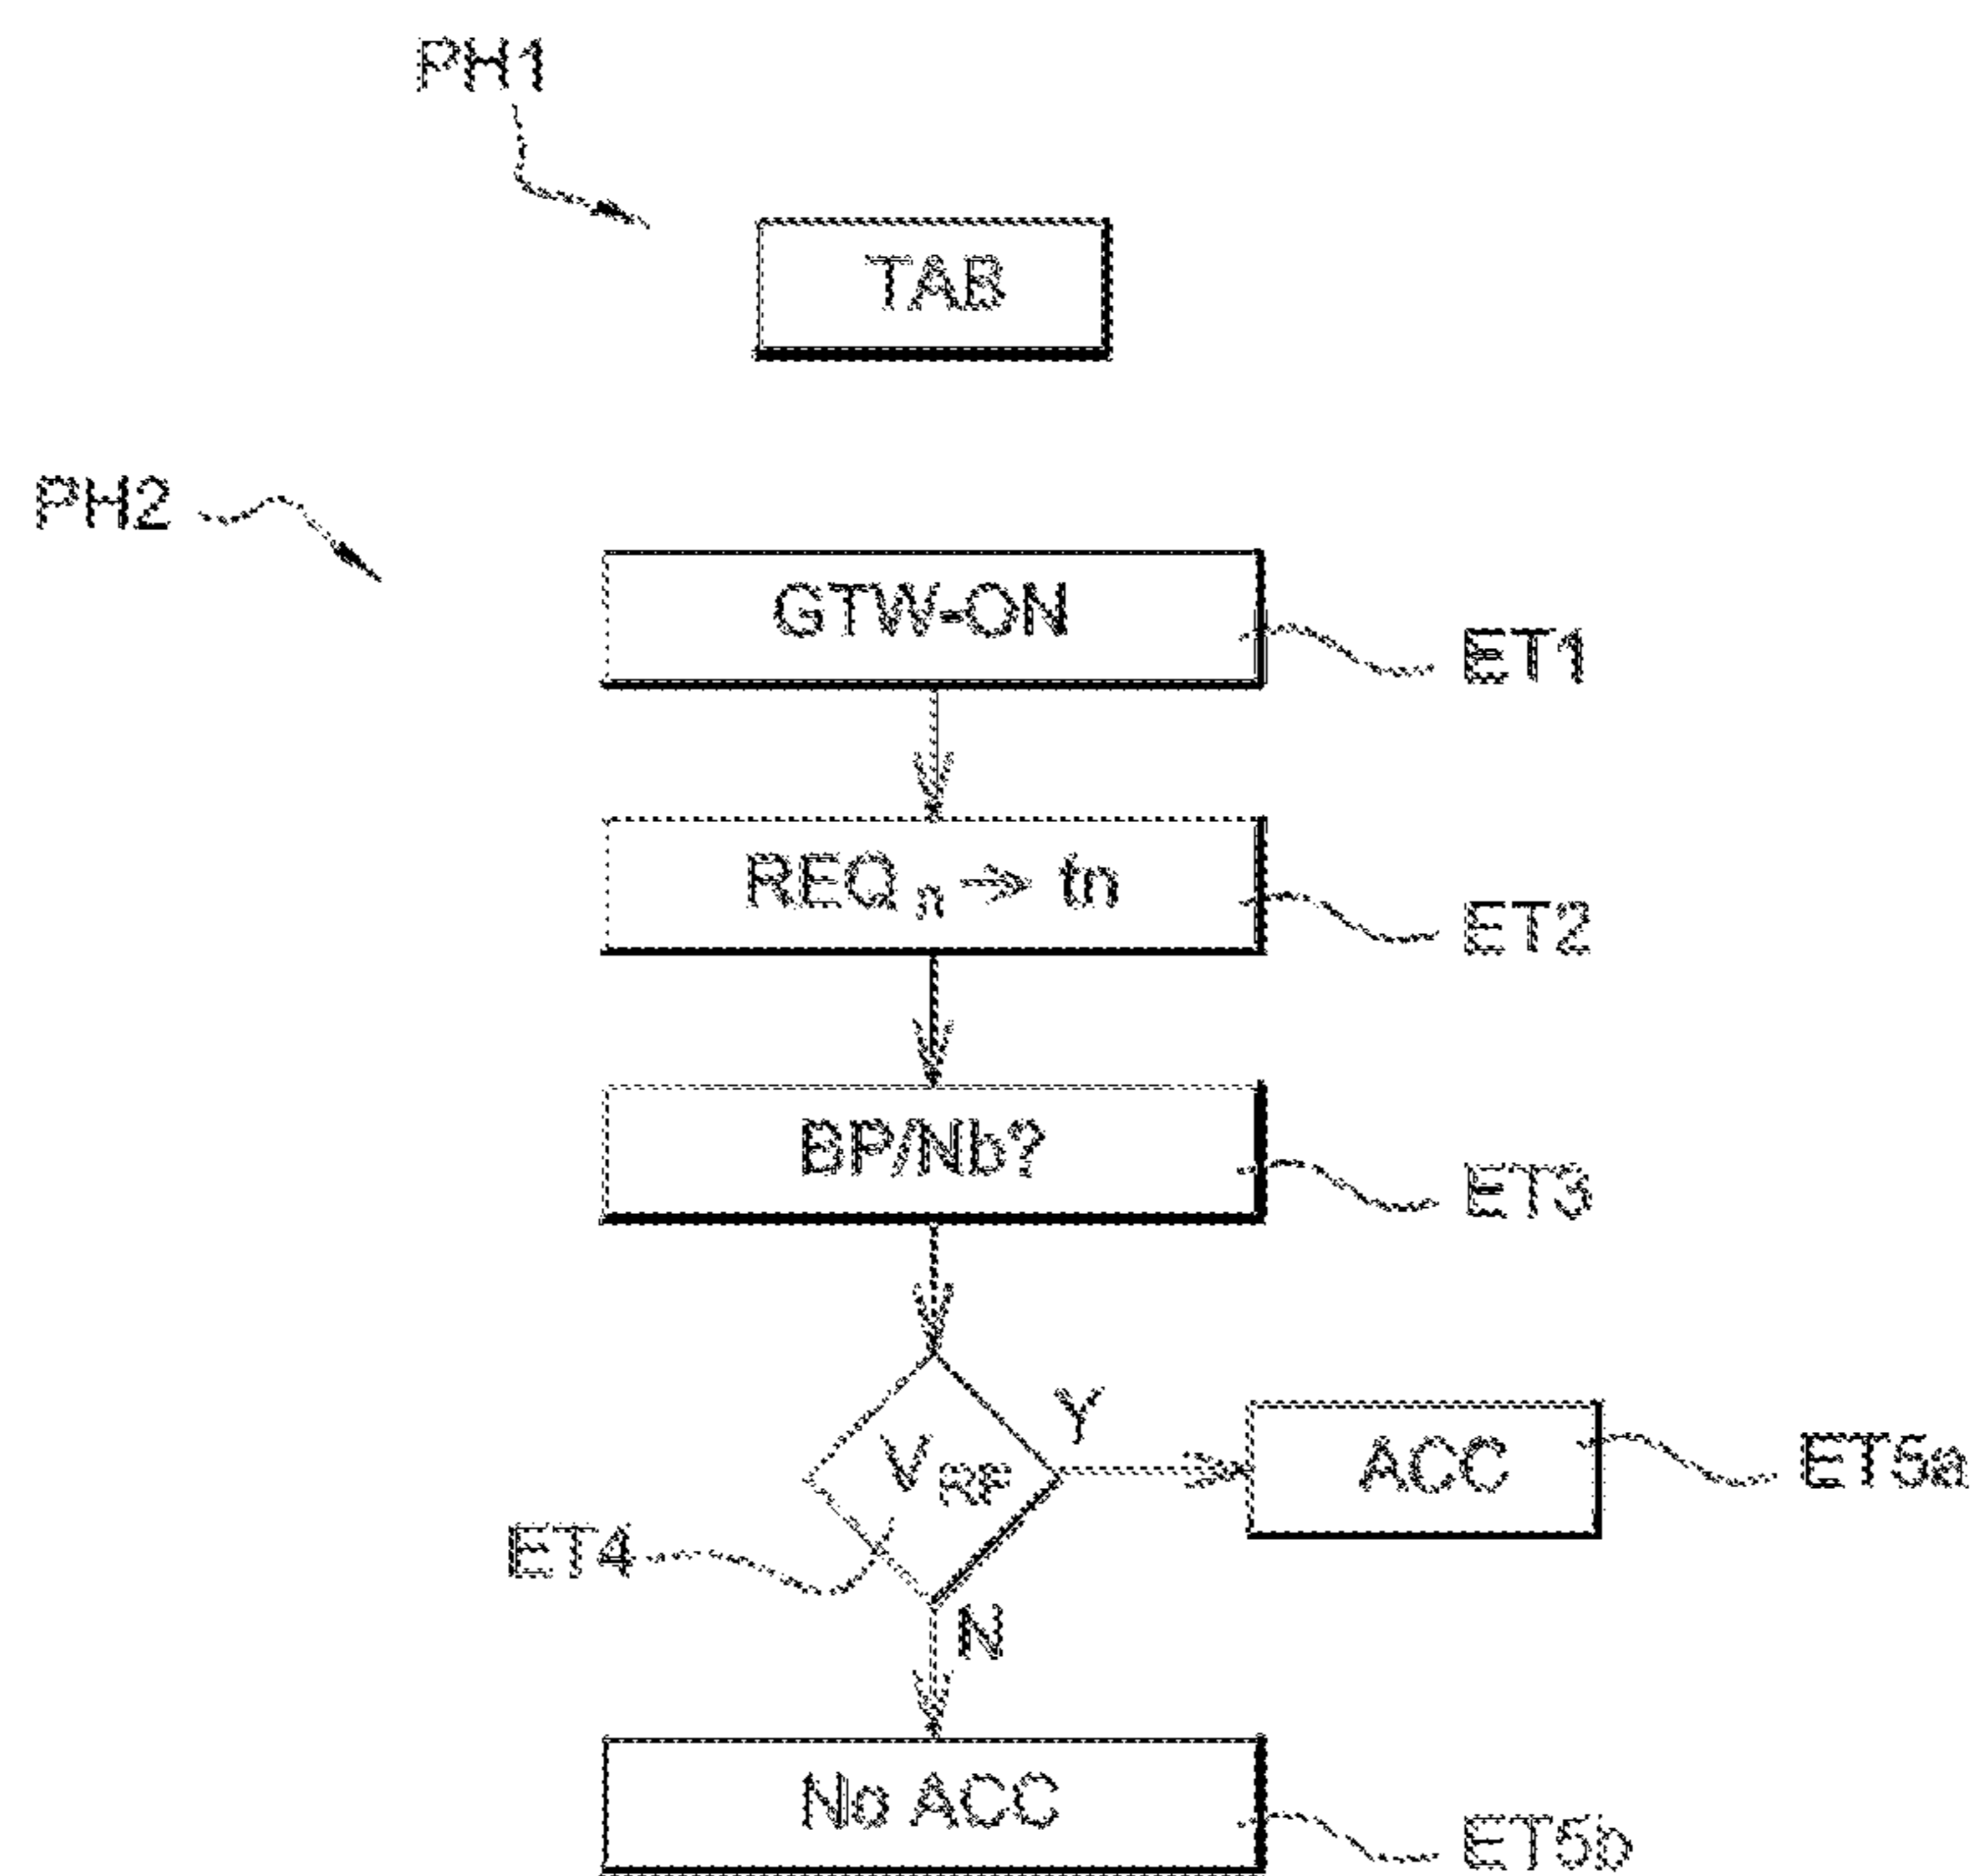 PH1
TAB
PH2
GTW-ON
ET1
REQn → tn
ET2
BP/Nb?
ET3
Y
VRF
ACC
ET5a
ET4
N
No ACC
ET5b